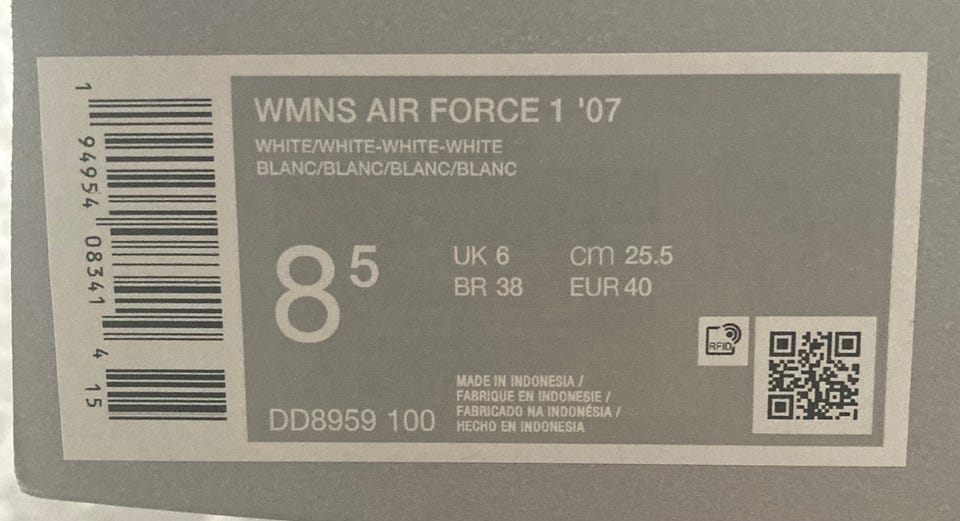 WMNS AIR FORCE 1 '07
WHITE/WHITE-WHITE-WHITE
BLANC/BLANC/BLANC/BLANC
8 5
UK 6 cm 25.5
BR 38 EUR 40
RFID
MADE IN INDONESIA /
FABRIQUE EN INDONESIE /
FABRICADO NA INDONÉSIA /
HECHO EN INDONESIA
DD8959 100
1 94954 08341 4 15